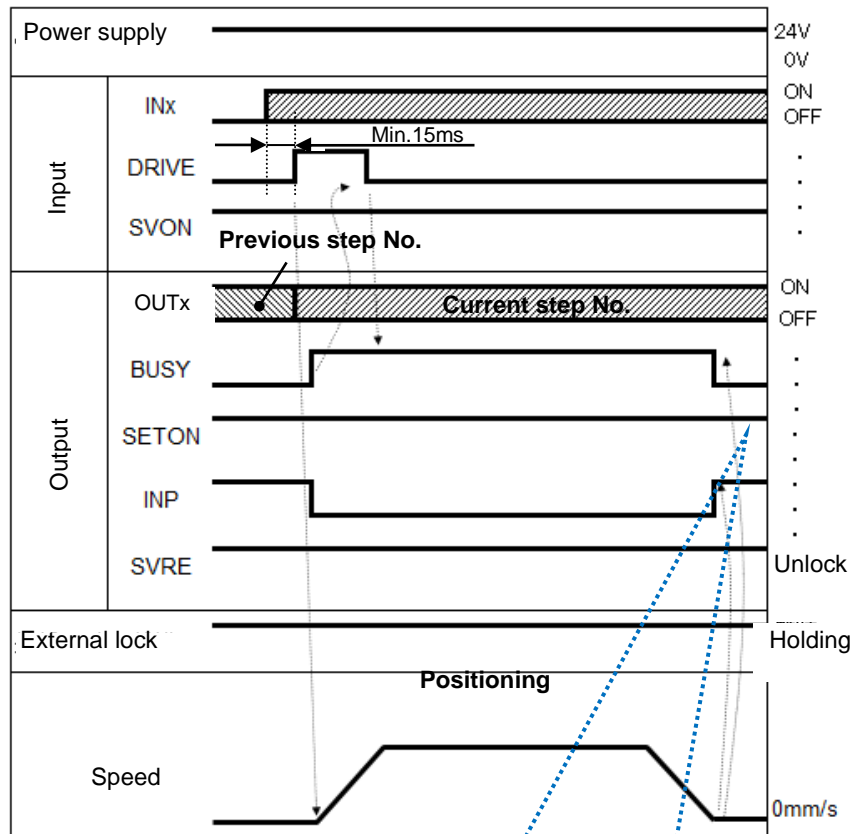 Power supply
24V
0V
Input
INx
ON
OFF
Min.15ms
DRIVE
SVON
Previous step No.
Output
OUTx
Current step No.
ON
OFF
BUSY
SETON
INP
SVRE
Unlock
External lock
Holding
Positioning
Speed
0mm/s